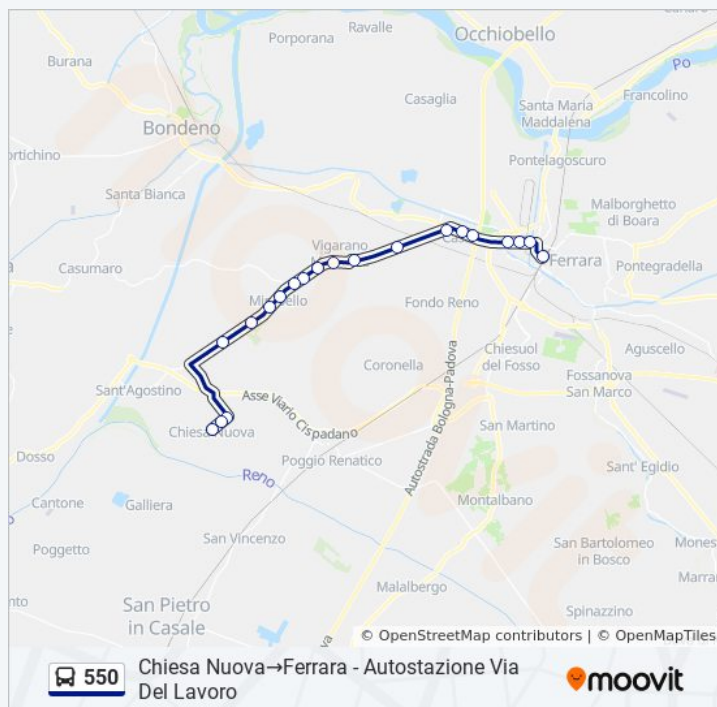 Ravalle
Porporana
Occhiobello
Burana
Po
Casaglia
Francolino
Santa Maria
Maddalena
Bondeno
Pontelagoscuro
Santa Bianca
Malborghetto
di Boara
Vigarano
Ferrara
Casumaro
Pontegradella
Fondo Reno
Aguscello
Chiesuol
del Fosso
Coronella
Fossanova
San Marco
Sant'Agostino
Asse Viario Cispadano
Autostrada Bologna-Padova
San Martino
Chiesa Nuova
Dosso
Poggio Renatico
Sant' Egidio
Reno
Cantone
Galliera
Montalbano
San Vincenzo
San Bartolomeo
in Bosco
Poggetto
Malalbergo
San Pietro
in Casale
Spinazzino
© OpenStreetMap contributors | © OpenMapTiles
550
Chiesa Nuova→Ferrara - Autostazione Via
Del Lavoro
moovit